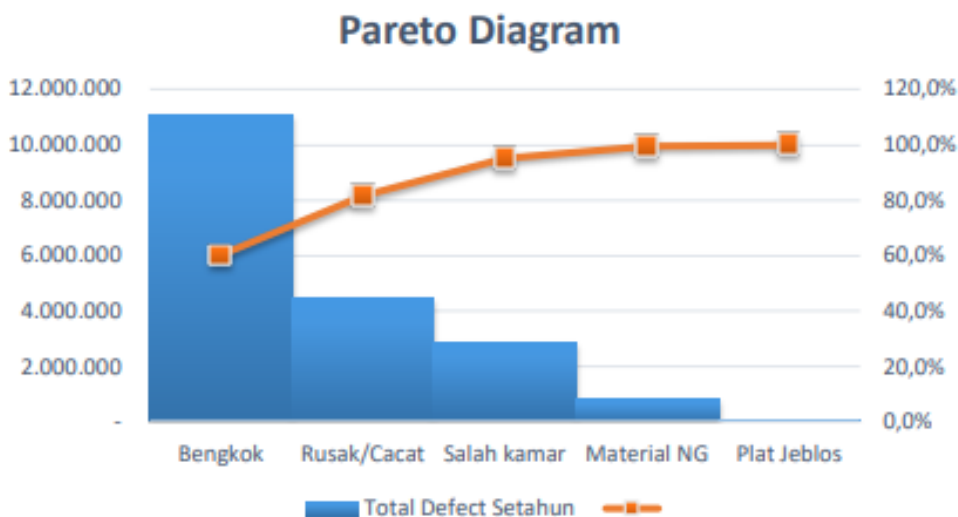 Pareto Diagram
12.000.000 120,0%
10.000.000 100,0%
8.000.000 80,0%
6.000.000 60,0%
4.000.000 40,0%
2.000.000 20,0%
- 0,0%
Bengkok Rusak/Cacat Salah kamar Material NG Plat Jeblos
Total Defect Setahun